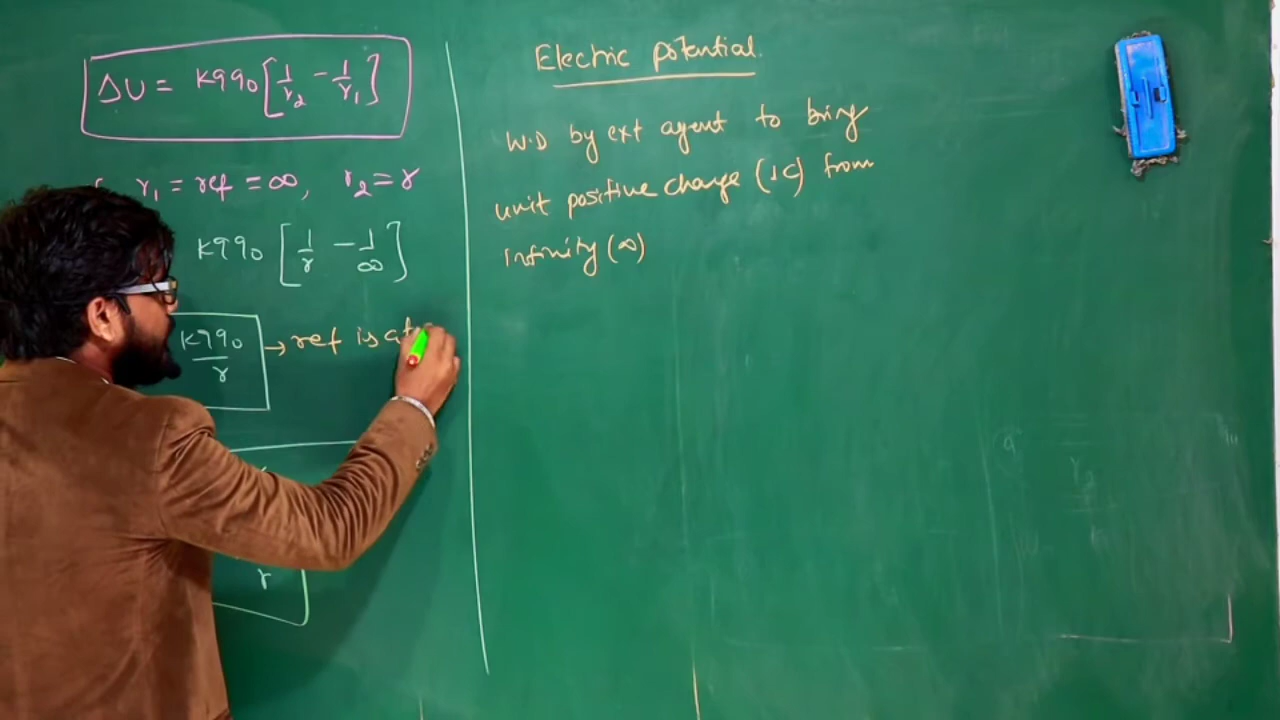 ΔU = Kqq₀[1/r₂ - 1/r₁]
r₁ = ref = ∞, r₂ = r
Kqq₀ [1/r - 1/∞]
Kqq₀/r → ref is at
r
Electric potential.
W.D by ext agent to bring
unit positive charge (1C) from
infinity (∞)